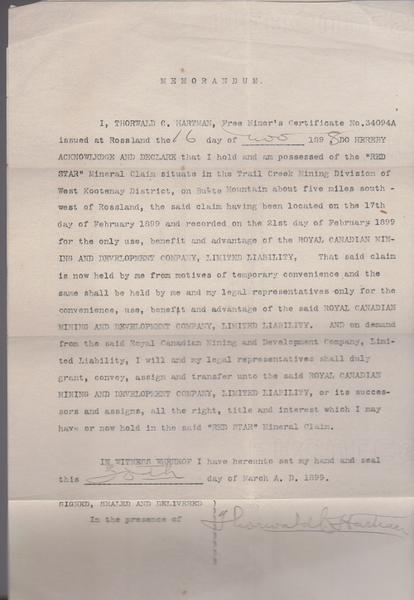 MEMORANDUM.
I, THORWALD C. HARTMAN, Free Miner's Certificate No.34094A
issued at Rossland the 16 day of Nov 1898 DO HEREBY
ACKNOWLEDGE AND DECLARE that I hold and am possessed of the "RED
STAR" Mineral Claim situate in the Trail Creek Mining Division of
West Kootenay District, on Butte Mountain about five miles south-
west of Rossland, the said claim having been located on the 17th
day of February 1899 and recorded on the 21st day of February 1899
for the only use, benefit and advantage of the ROYAL CANADIAN MIN-
ING AND DEVELOPMENT COMPANY, LIMITED LIABILITY, That said claim
is now held by me from motives of temporary convenience and the
same shall be held by me and my legal representatives only for the
convenience, use, benefit and advantage of the said ROYAL CANADIAN
MINING AND DEVELOPMENT COMPANY, LIMITED LIABILITY. AND on demand
from the said Royal Canadian Mining and Development Company, Limi-
ted Liability, I will and my legal representatives shall duly
grant, convey, assign and transfer unto the said ROYAL CANADIAN
MINING AND DEVELOPMENT COMPANY, LIMITED LIABILITY, or its succes-
sors and assigns, all the right, title and interest which I may
have or now hold in the said "RED STAR" Mineral Claim.
IN WITNESS WHEREOF I have hereunto set my hand and seal
this 30th day of March A. D. 1899.
SIGNED, SEALED AND DELIVERED )
In the presence of ) Thorwald C. Hartman